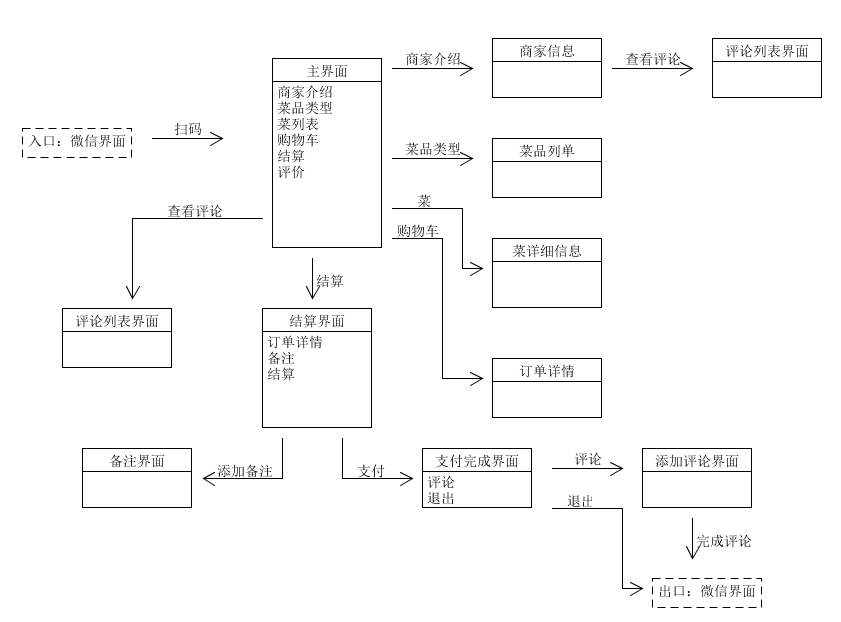 商家介绍
商家信息
查看评论
评论列表界面
主界面
商家介绍
菜品类型
菜列表
购物车
结算
评价
扫码
入口：微信界面
菜品类型
菜品列单
菜
购物车
菜详细信息
查看评论
结算
评论列表界面
结算界面
订单详情
备注
结算
订单详情
备注界面
添加备注
支付
支付完成界面
评论
退出
评论
添加评论界面
退出
完成评论
出口：微信界面